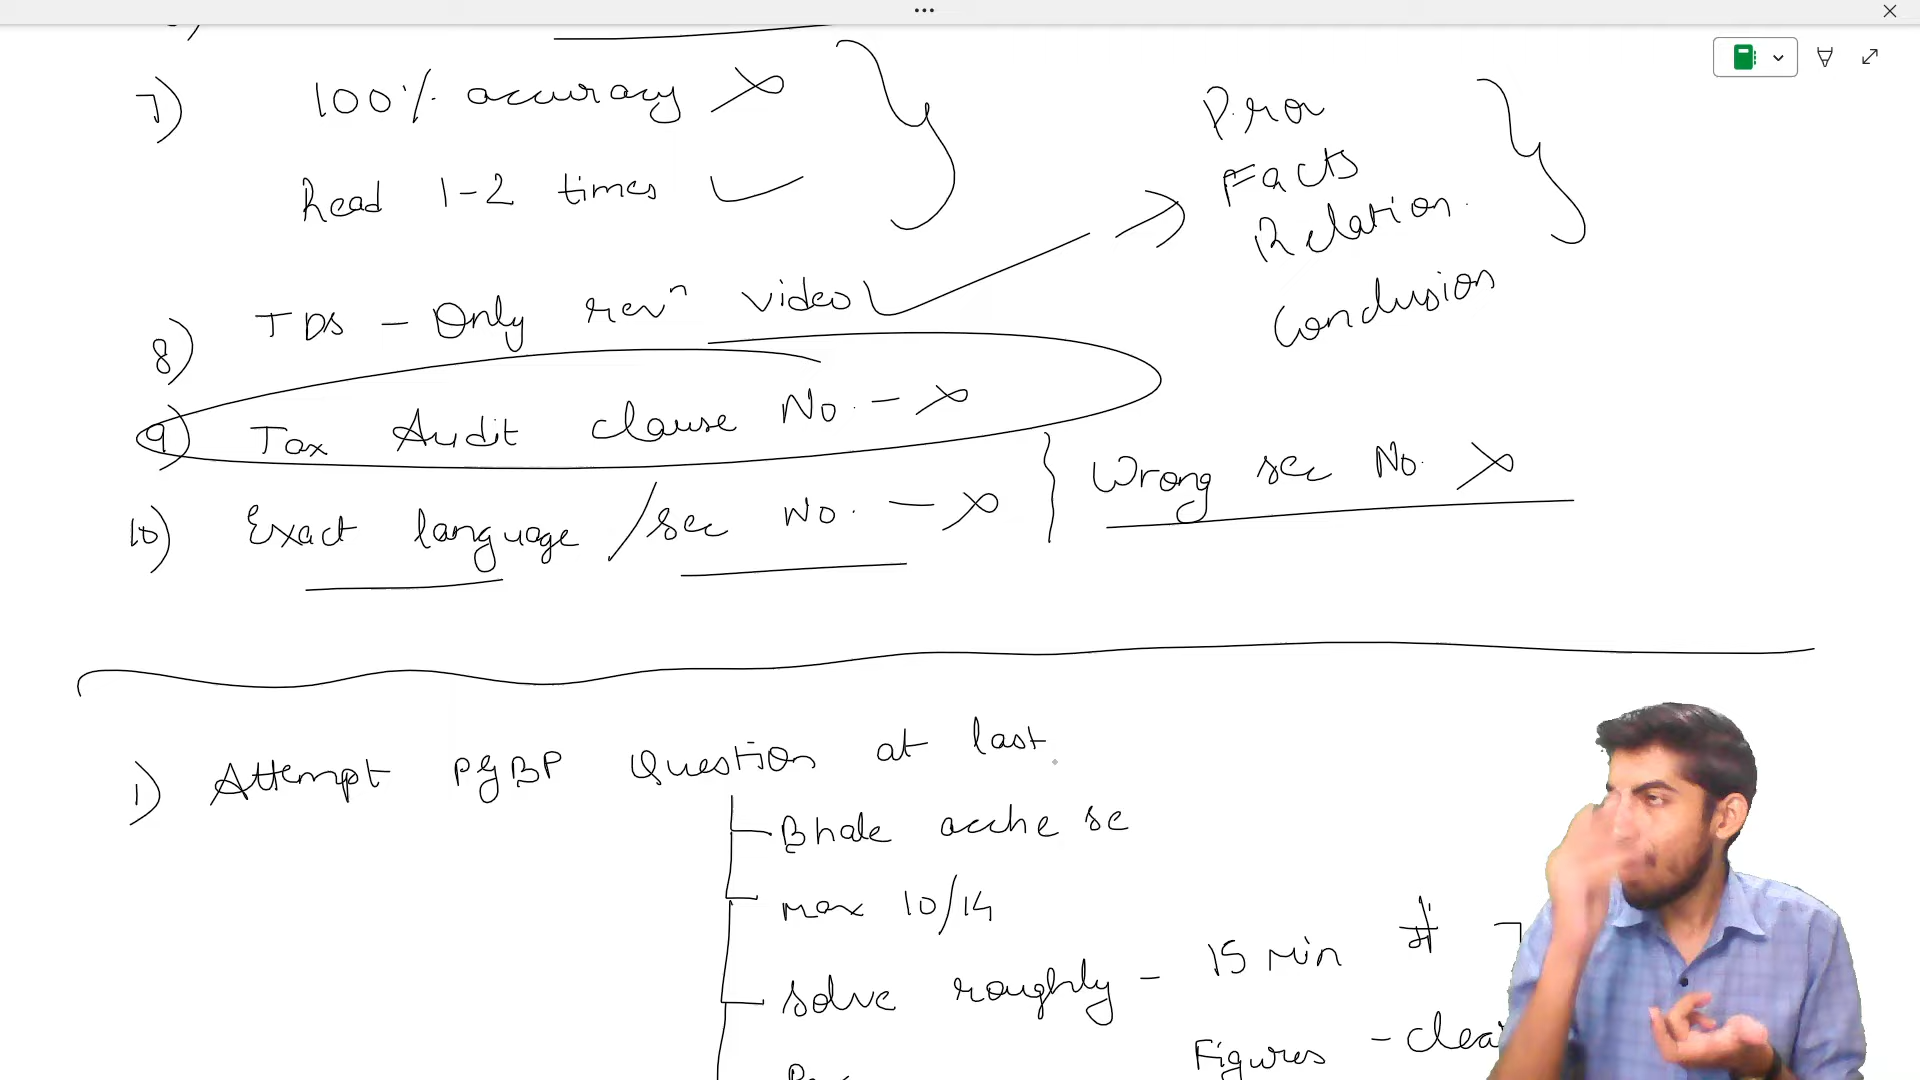 7) 100% accuracy ✗
Read 1-2 times ✓
Prov
Facts
Relation
Conclusion
8) TDS - Only revⁿ video
9) Tax Audit clause No. - ✗
10) Exact language / sec No. - ✗
Wrong sec No. ✗
1) Attempt PGBP Question at last
Bhale acche se
max 10/14
Solve roughly - 15 Min
Figures - clea